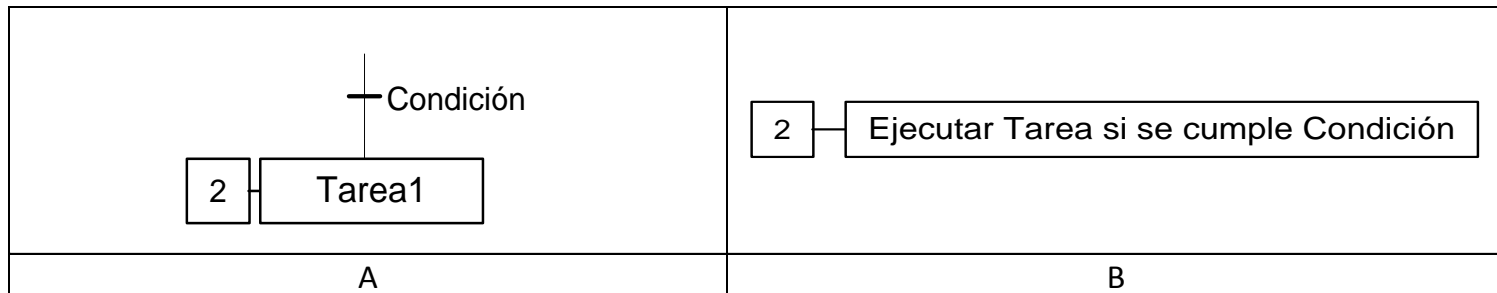 Condición
2 Tarea1
2 Ejecutar Tarea si se cumple Condición
A
B